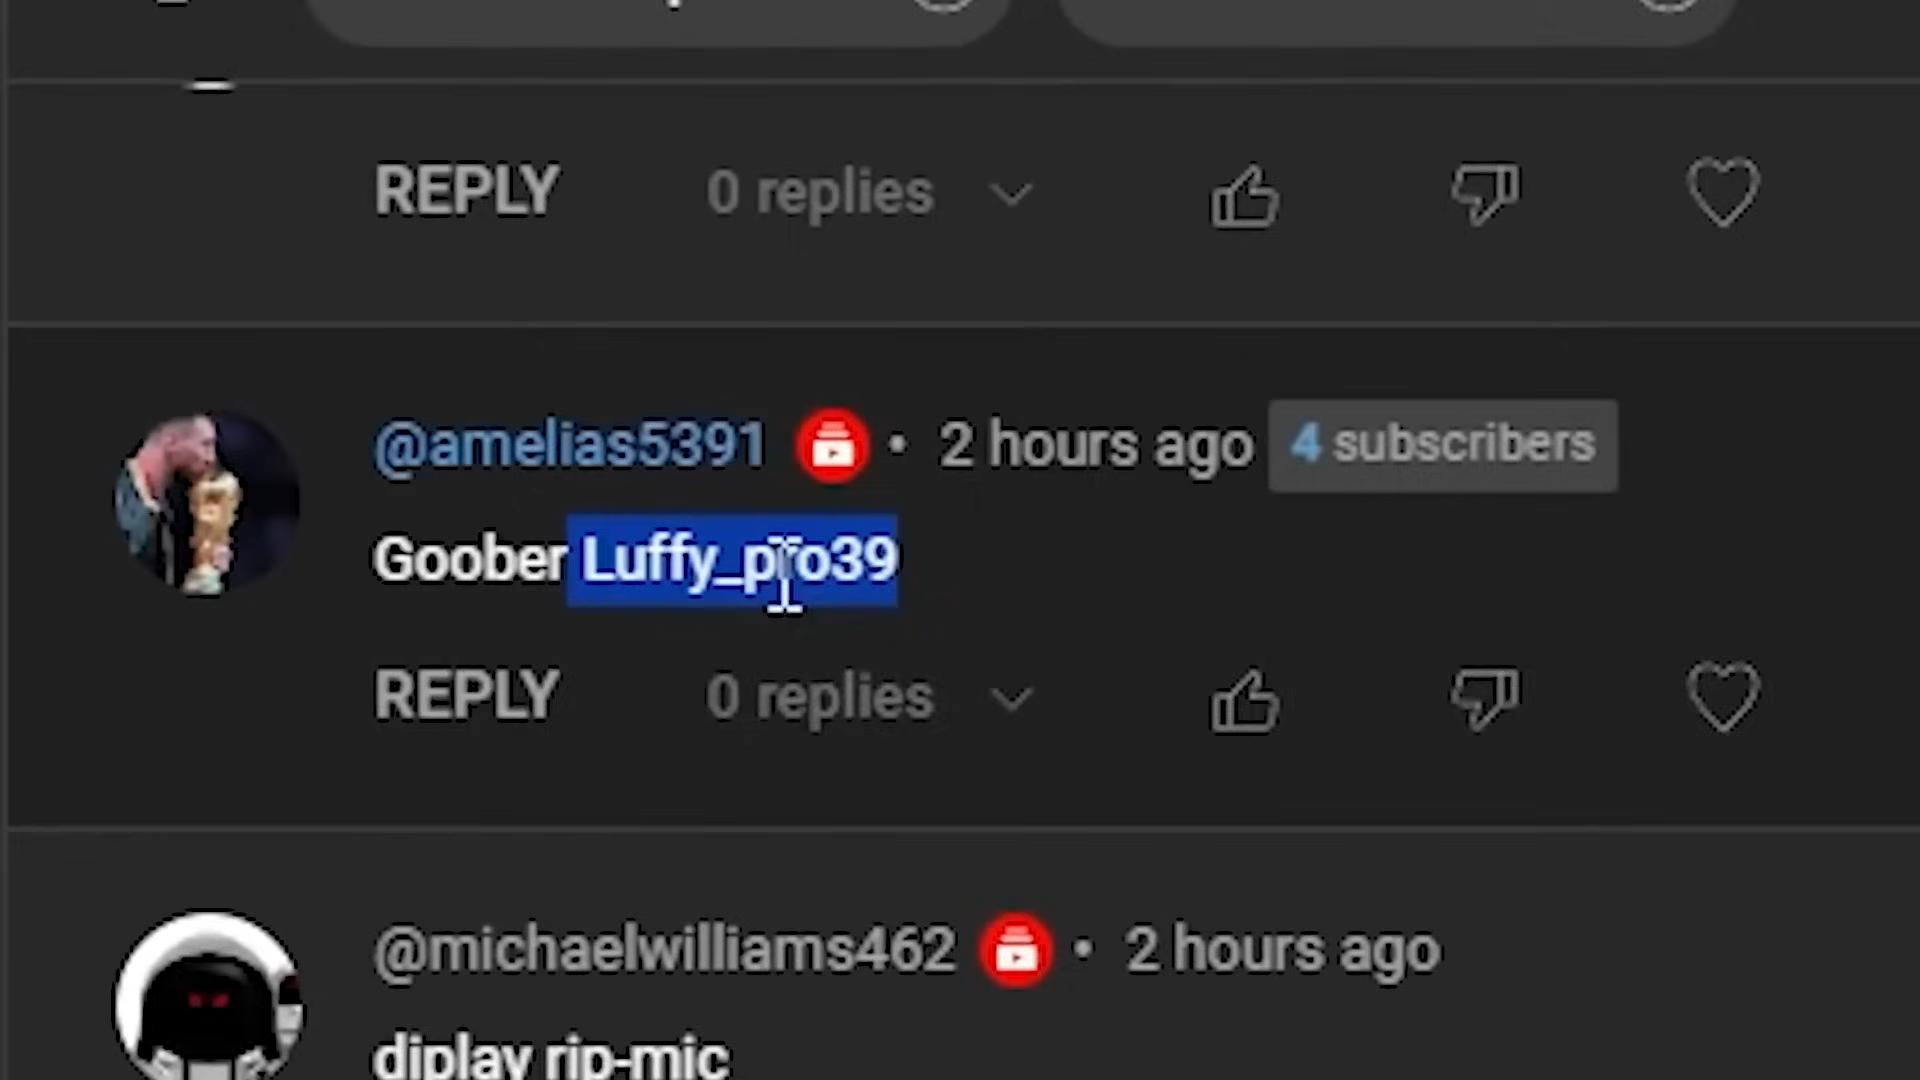 REPLY 0 replies
@amelias5391 • 2 hours ago 4 subscribers
Goober Luffy_pro39
REPLY 0 replies
@michaelwilliams462 • 2 hours ago
diplay rip-mic